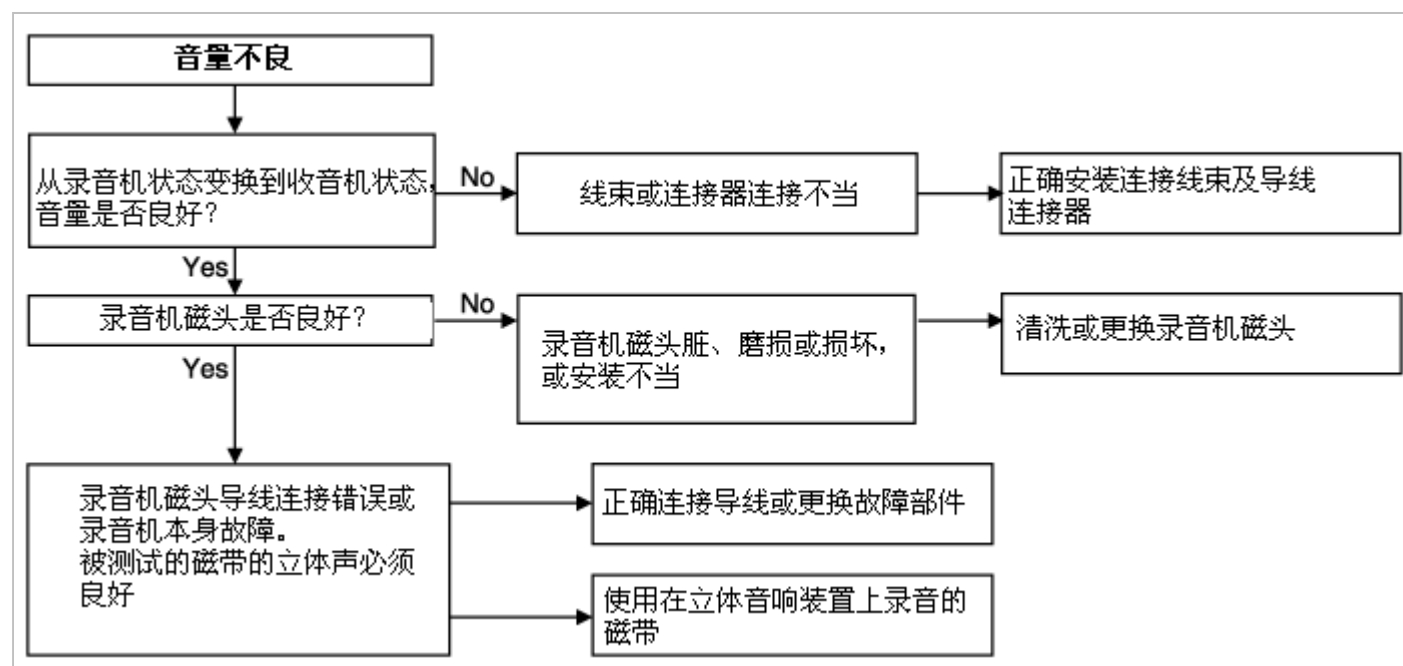 音量不良
从录音机状态变换到收音机状态,
音量是否良好?
No
线束或连接器连接不当
正确安装连接线束及导线
连接器
Yes
录音机磁头是否良好?
No
录音机磁头脏、磨损或损坏,
或安装不当
清洗或更换录音机磁头
Yes
录音机磁头导线连接错误或
录音机本身故障。
被测试的磁带的立体声必须
良好
正确连接导线或更换故障部件
使用在立体音响装置上录音的
磁带